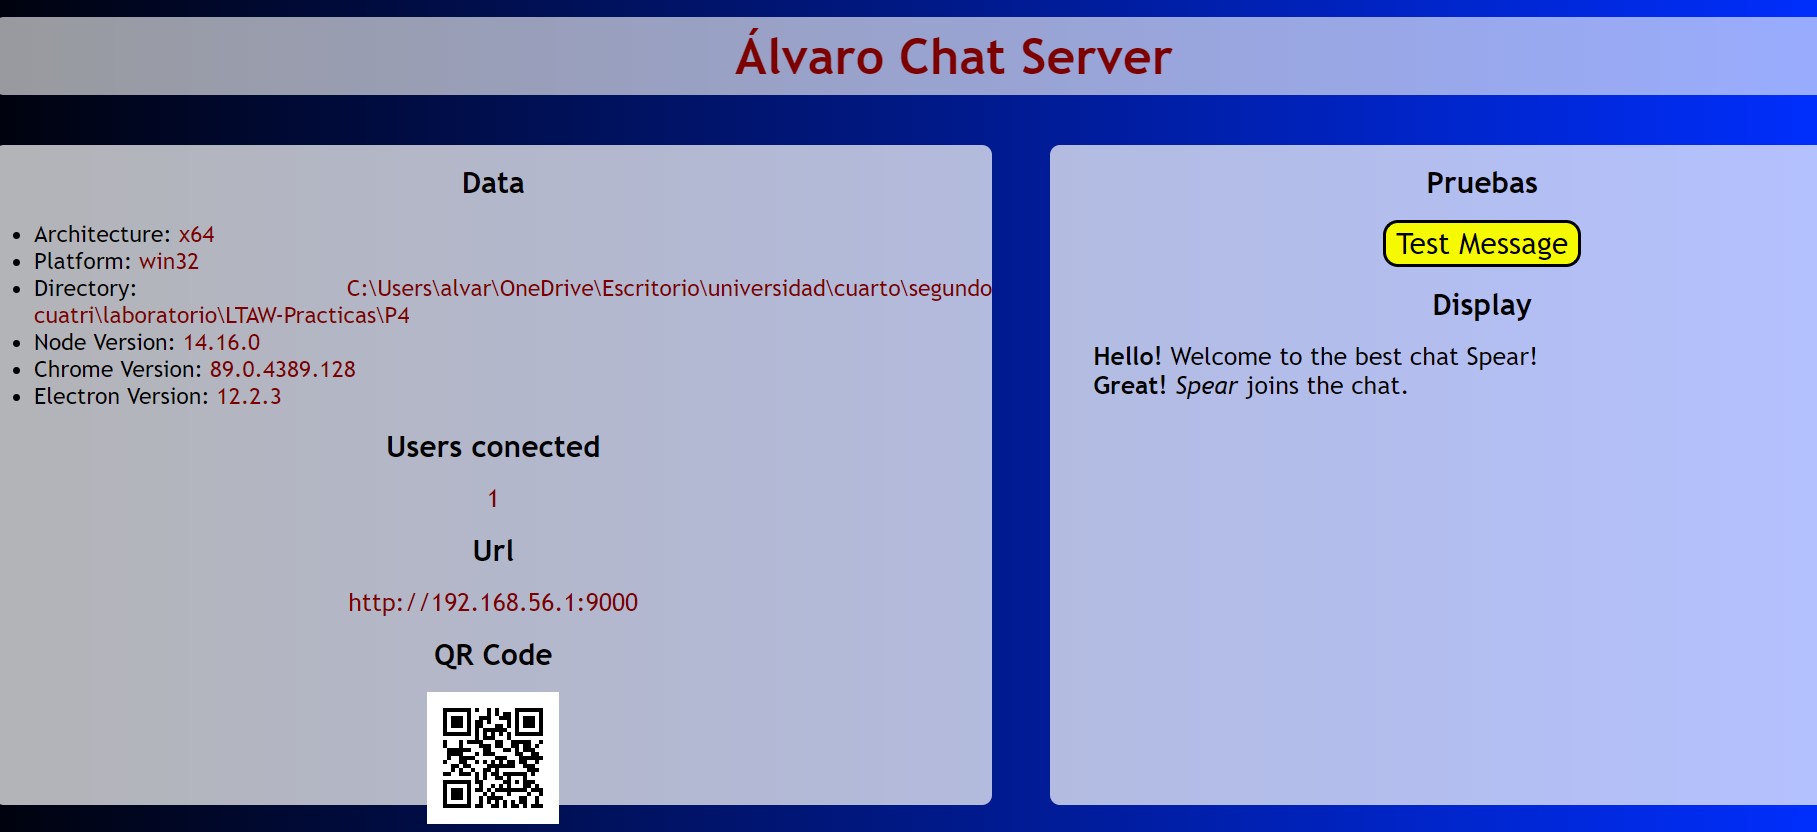 Álvaro Chat Server
Data
Architecture: x64
Platform: win32
Directory: C:\Users\alvar\OneDrive\Escritorio\universidad\cuarto\segundo
cuatri\laboratorio\LTAW-Practicas\P4
Node Version: 14.16.0
Chrome Version: 89.0.4389.128
Electron Version: 12.2.3
Users conected
1
Url
http://192.168.56.1:9000
QR Code
Pruebas
Test Message
Display
Hello! Welcome to the best chat Spear!
Great! Spear joins the chat.